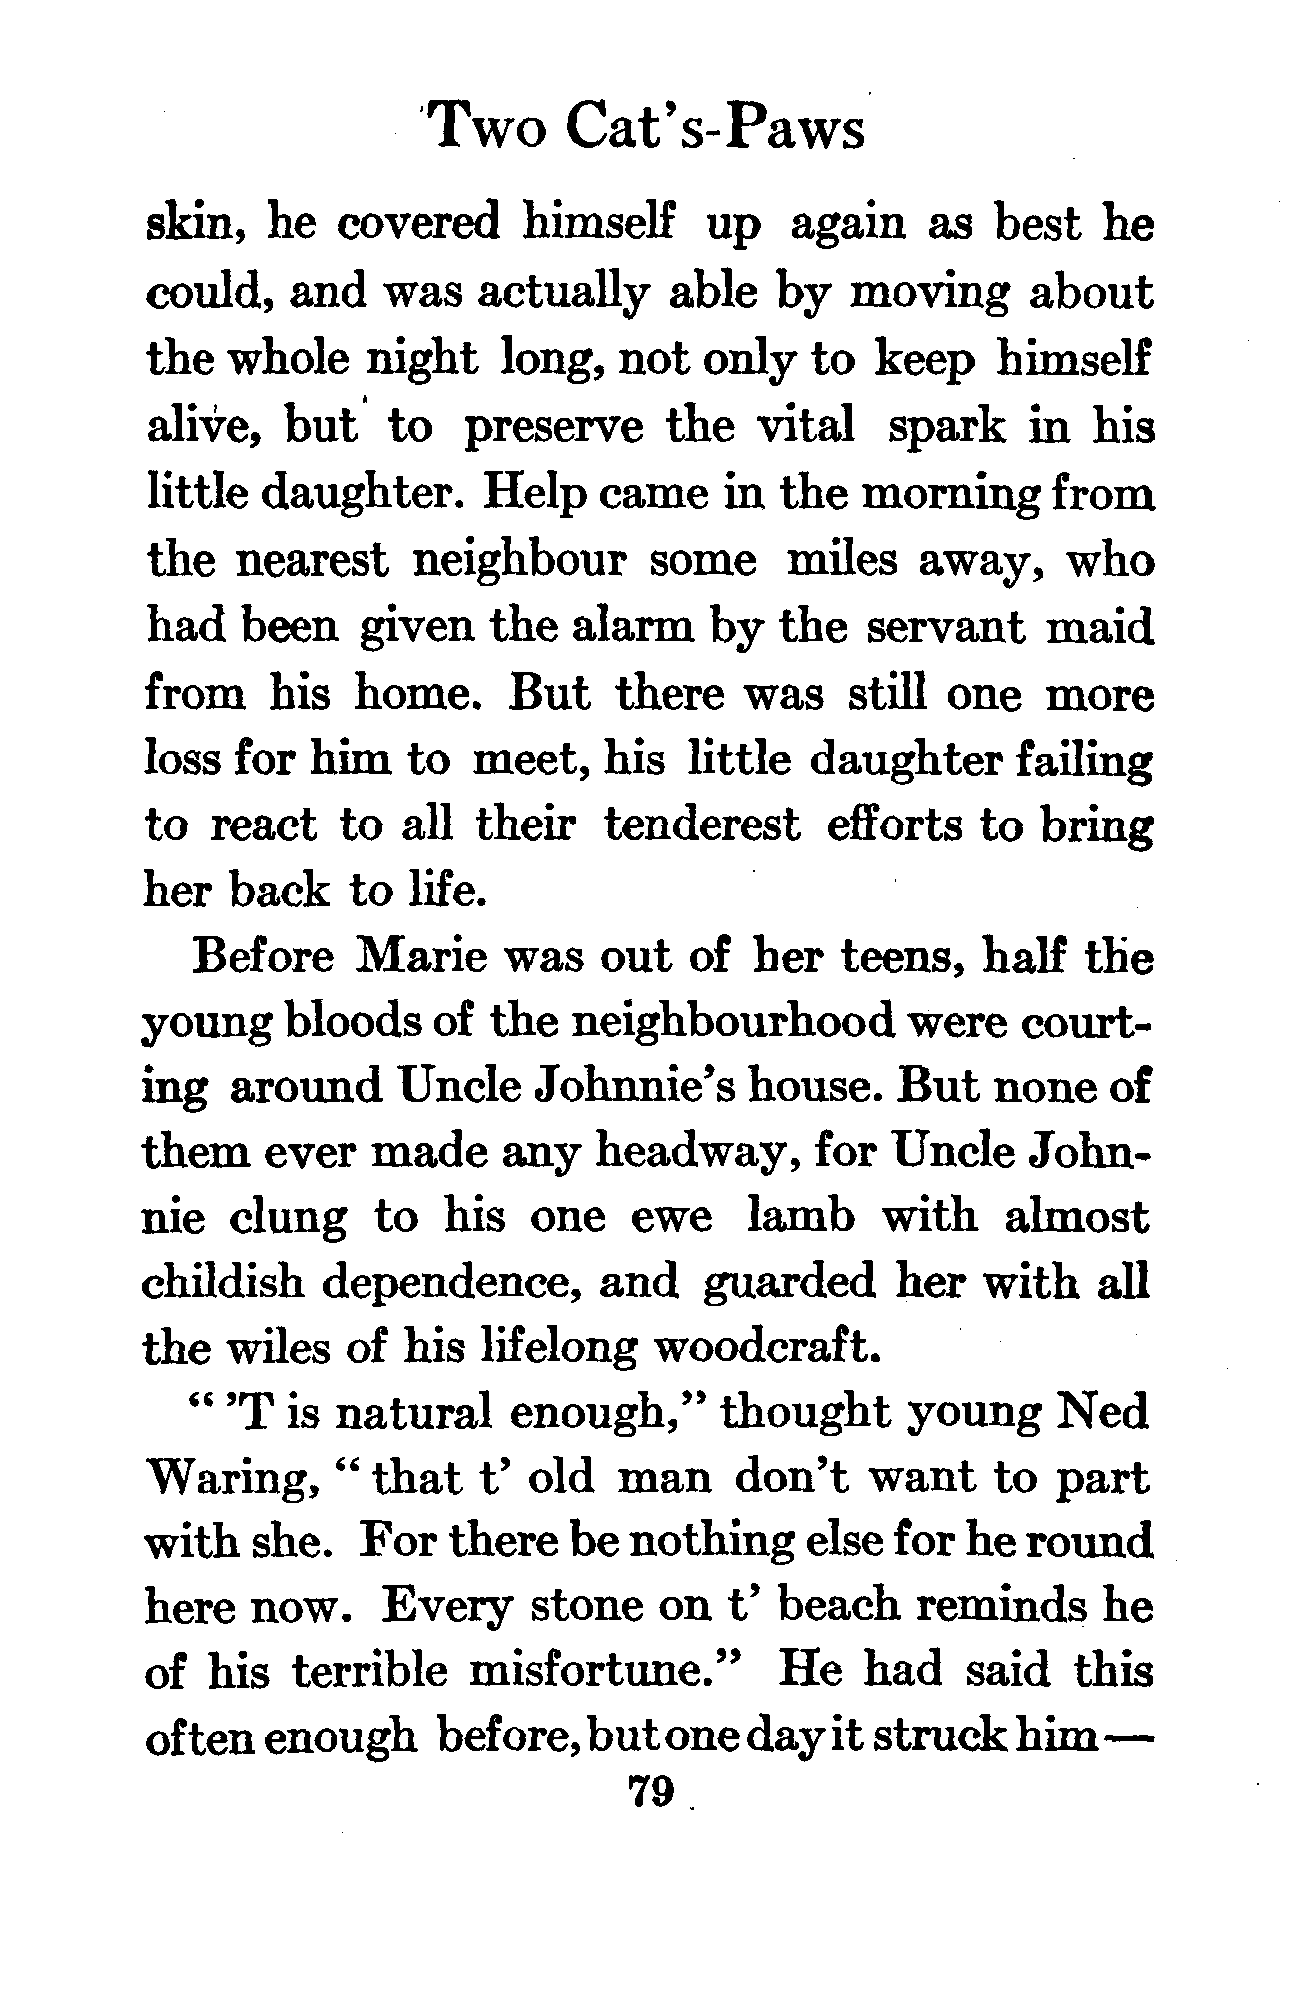 Two Cat's-Paws
skin, he covered himself up again as best he
could, and was actually able by moving about
the whole night long, not only to keep himself
alive, but to preserve the vital spark in his
little daughter. Help came in the morning from
the nearest neighbour some miles away, who
had been given the alarm by the servant maid
from his home. But there was still one more
loss for him to meet, his little daughter failing
to react to all their tenderest efforts to bring
her back to life.
Before Marie was out of her teens, half the
young bloods of the neighbourhood were court-
ing around Uncle Johnnie's house. But none of
them ever made any headway, for Uncle John-
nie clung to his one ewe lamb with almost
childish dependence, and guarded her with all
the wiles of his lifelong woodcraft.
" 'T is natural enough," thought young Ned
Waring, " that t' old man don't want to part
with she. For there be nothing else for he round
here now. Every stone on t' beach reminds he
of his terrible misfortune." He had said this
often enough before, but one day it struck him—
79